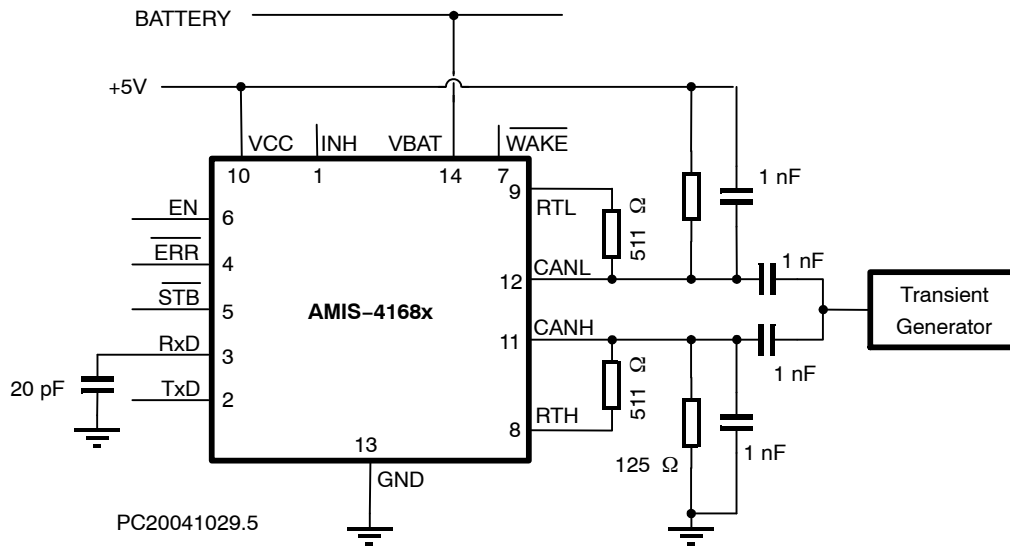 BATTERY
+5V
VCC
INH
VBAT
WAKE
10
1
14
7
9
RTL
511 Ω
1 nF
EN
6
ERR
4
STB
5
RxD
3
TxD
2
20 pF
AMIS−4168x
12
CANL
1 nF
11
CANH
1 nF
Transient
Generator
511 Ω
8
RTH
125 Ω
1 nF
13
GND
PC20041029.5